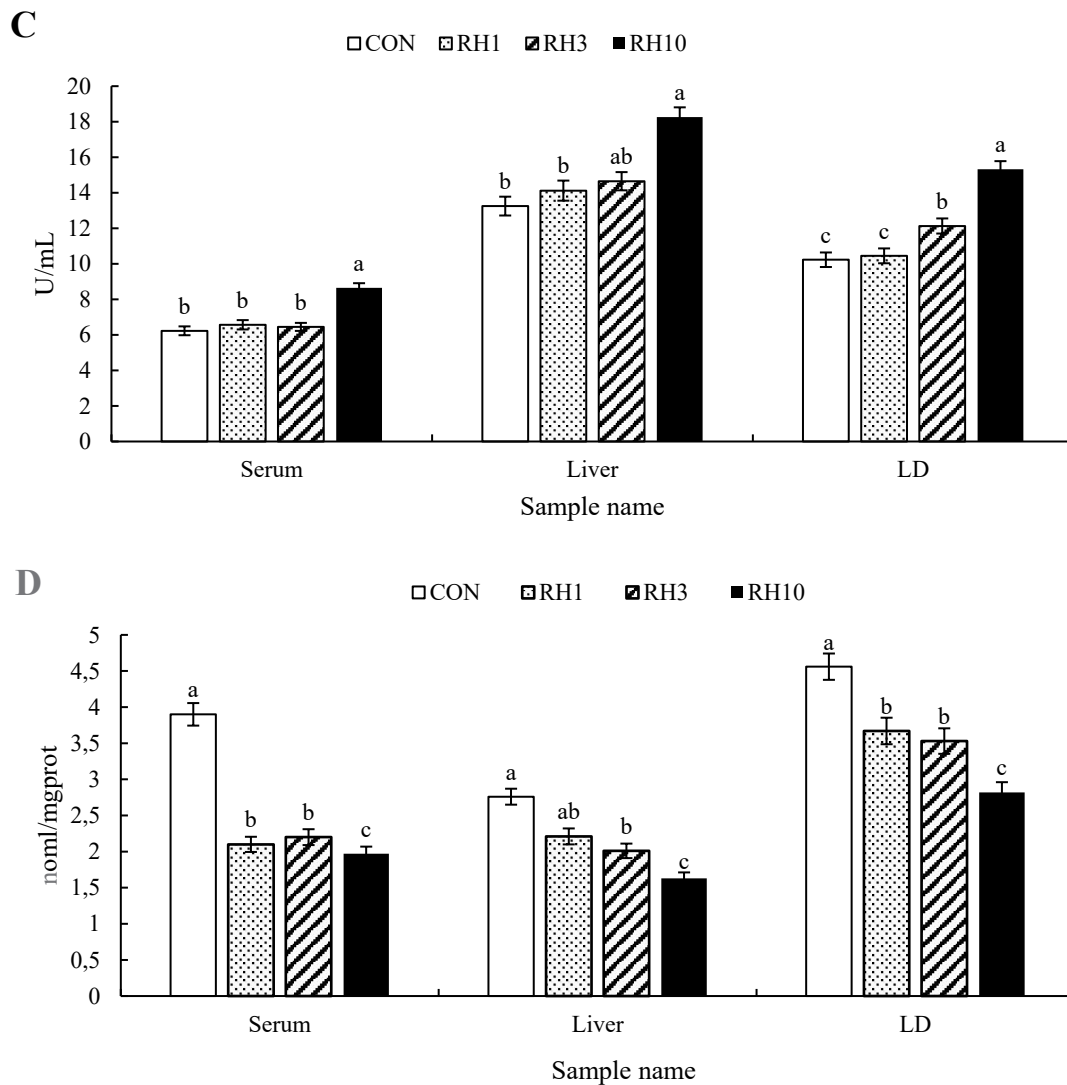 C
CON RH1 RH3 RH10
20
18
16
14
12
10
8
6
4
2
0
U/mL
b b b a
b b ab a
c c b a
Serum Liver LD
Sample name
D
CON RH1 RH3 RH10
5
4,5
4
3,5
3
2,5
2
1,5
1
0,5
0
noml/mgprot
a b b c
a ab b c
a b b c
Serum Liver LD
Sample name